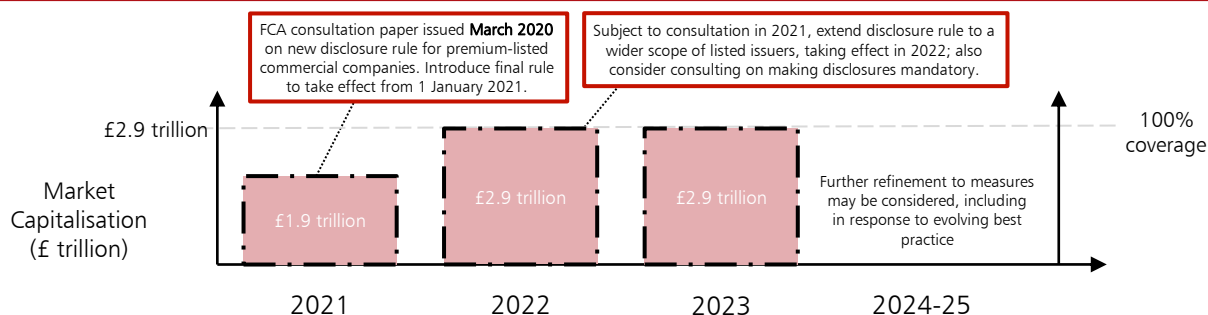 FCA consultation paper issued March 2020
on new disclosure rule for premium-listed
commercial companies. Introduce final rule
to take effect from 1 January 2021.
Subject to consultation in 2021, extend disclosure rule to a
wider scope of listed issuers, taking effect in 2022; also
consider consulting on making disclosures mandatory.
£2.9 trillion
100%
coverage
Market
Capitalisation
(£ trillion)
£1.9 trillion
£2.9 trillion
£2.9 trillion
Further refinement to measures
may be considered, including
in response to evolving best
practice
2021
2022
2023
2024-25